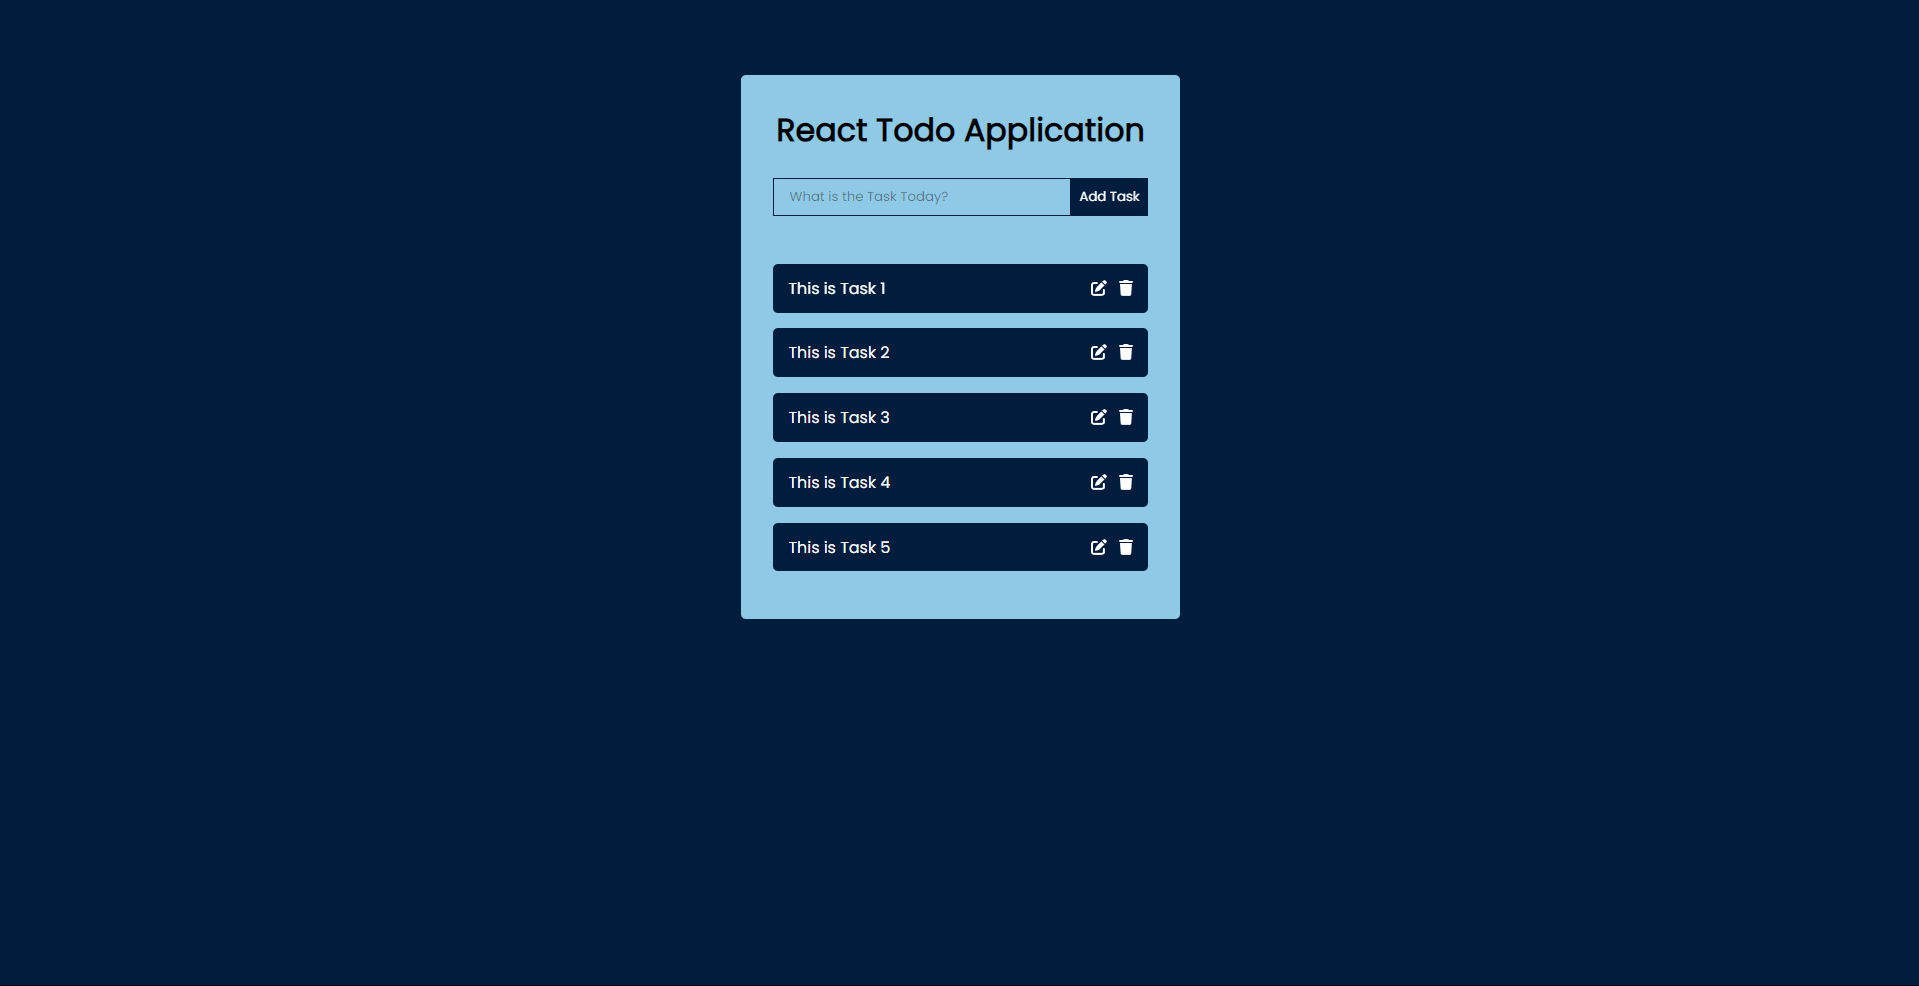 React Todo Application
What is the Task Today?
Add Task
This is Task 1
This is Task 2
This is Task 3
This is Task 4
This is Task 5